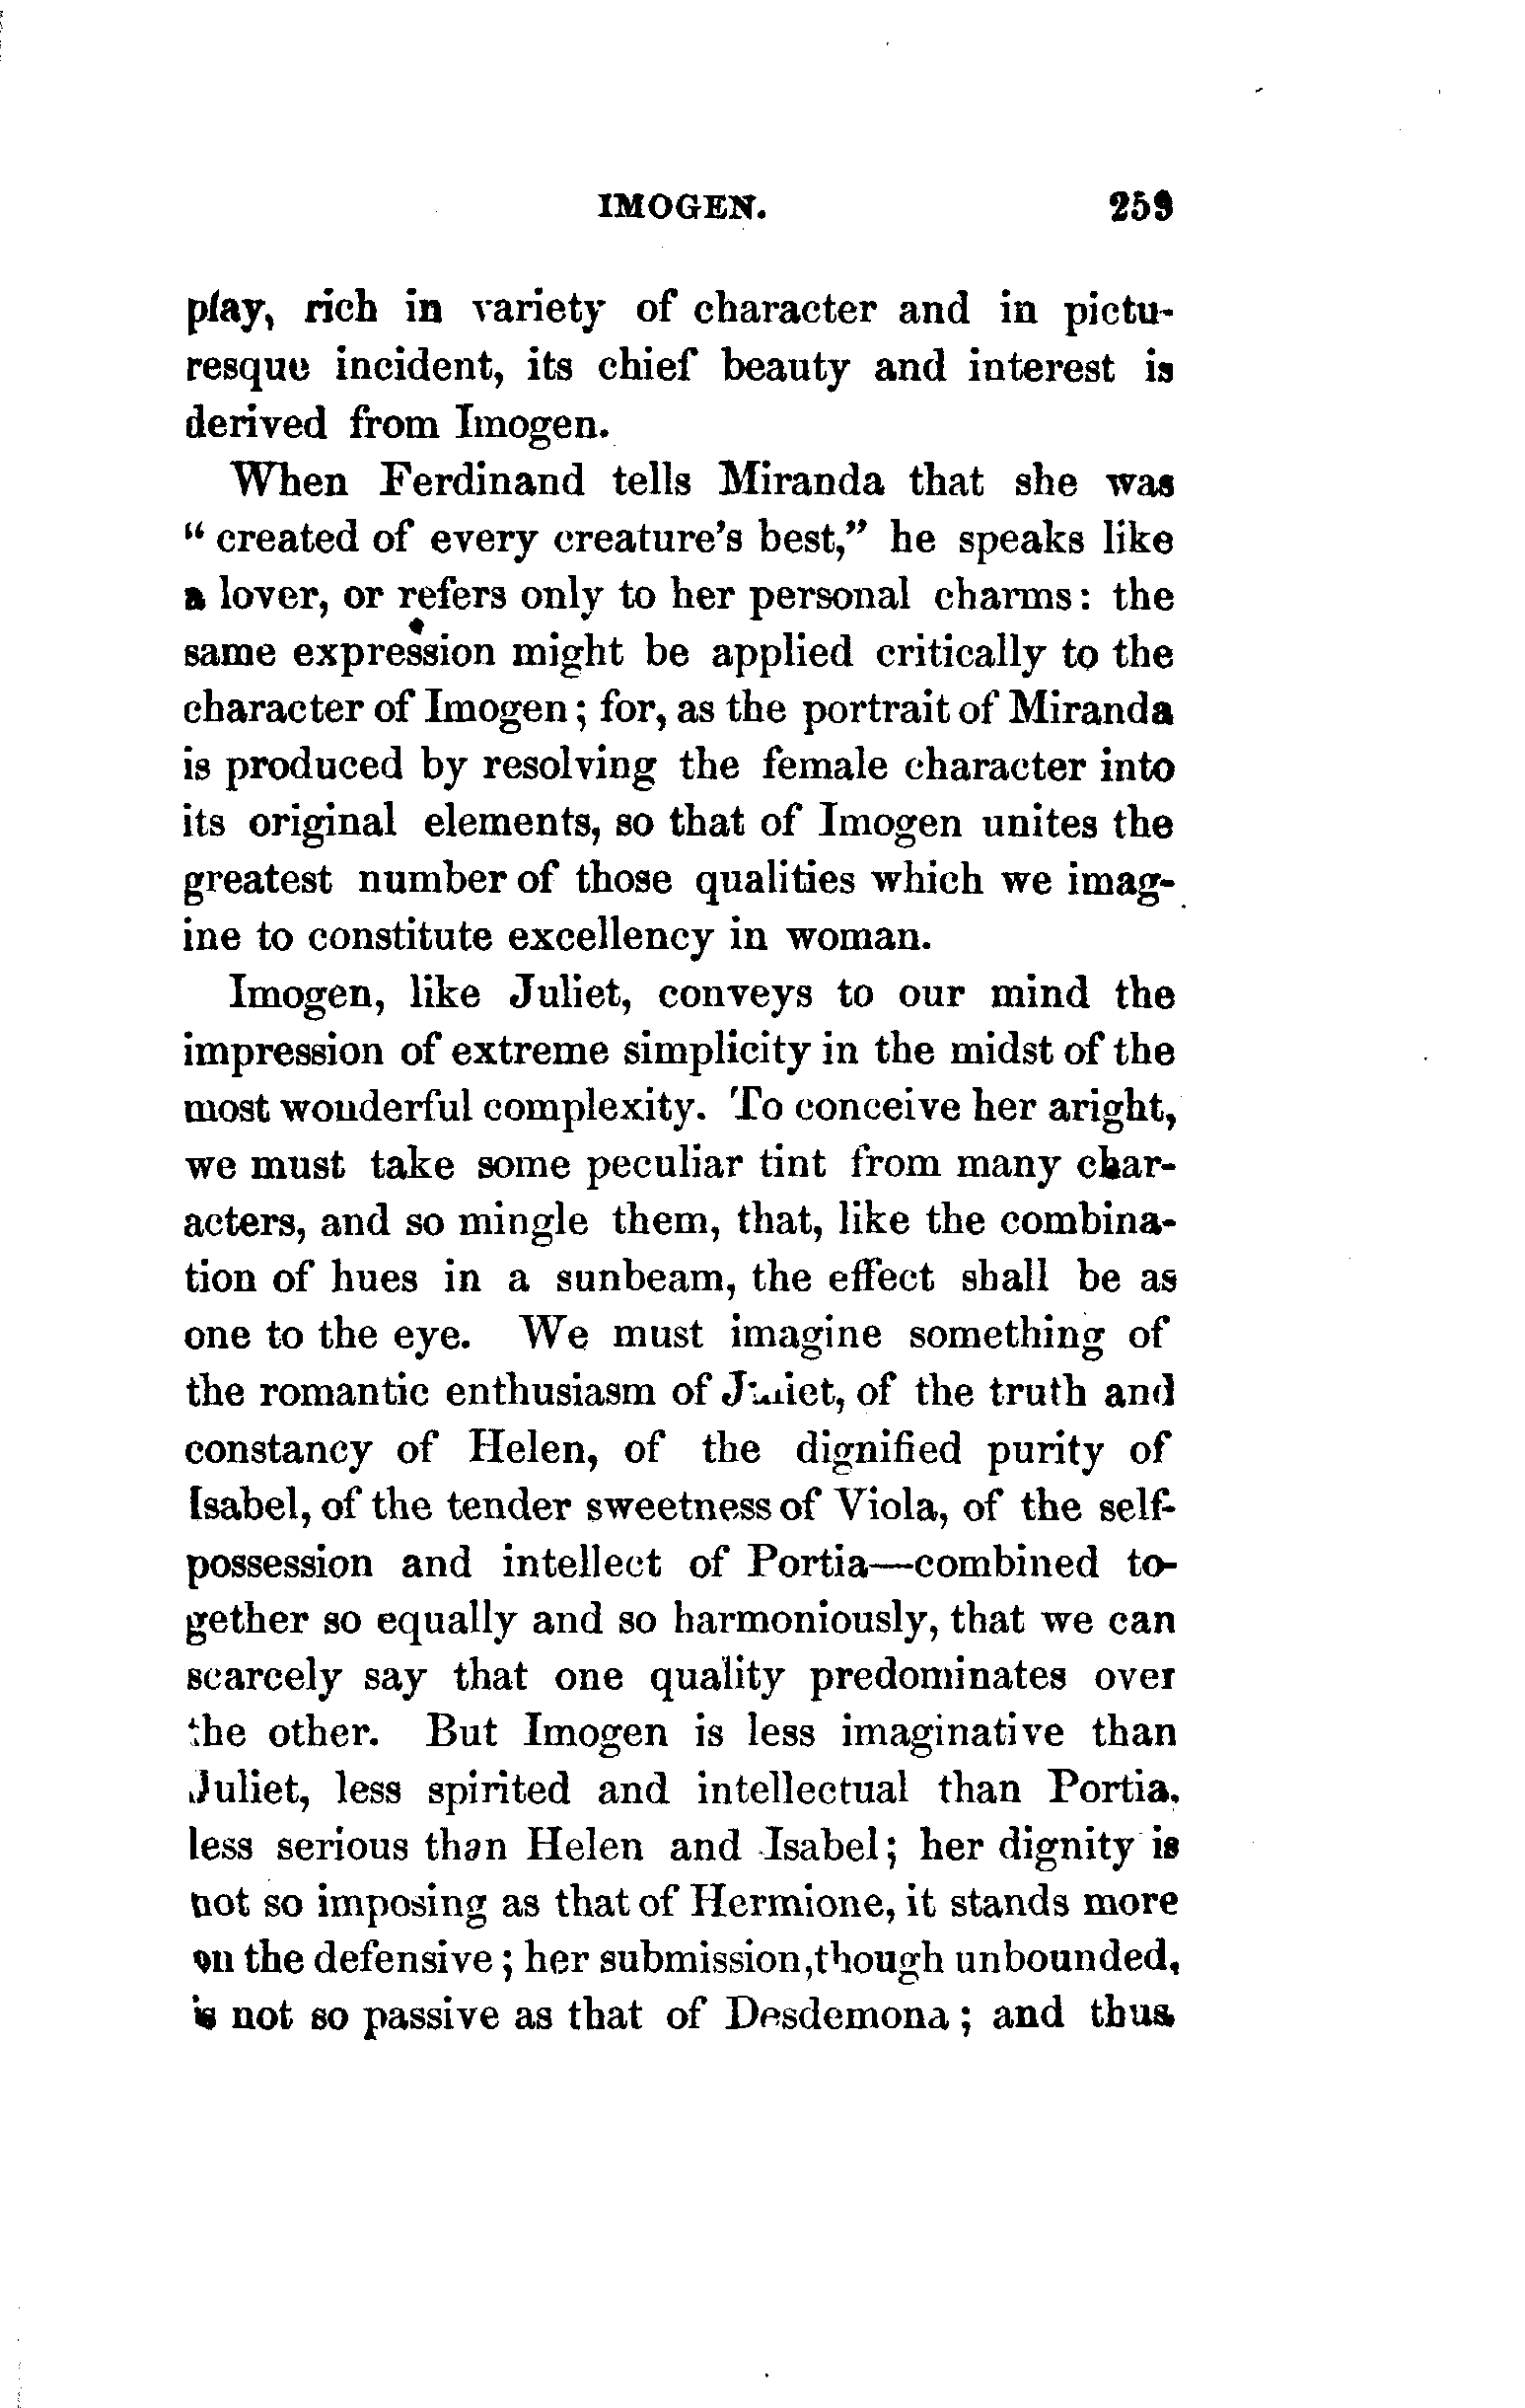 IMOGEN. 259
play, rich in variety of character and in pictu-
resque incident, its chief beauty and interest is
derived from Imogen.
When Ferdinand tells Miranda that she was
“ created of every creature’s best,” he speaks like
a lover, or refers only to her personal charms: the
same expression might be applied critically to the
character of Imogen; for, as the portrait of Miranda
is produced by resolving the female character into
its original elements, so that of Imogen unites the
greatest number of those qualities which we imag-
ine to constitute excellency in woman.
Imogen, like Juliet, conveys to our mind the
impression of extreme simplicity in the midst of the
most wonderful complexity. To conceive her aright,
we must take some peculiar tint from many char-
acters, and so mingle them, that, like the combina-
tion of hues in a sunbeam, the effect shall be as
one to the eye. We must imagine something of
the romantic enthusiasm of Juliet, of the truth and
constancy of Helen, of the dignified purity of
Isabel, of the tender sweetness of Viola, of the self-
possession and intellect of Portia—combined to-
gether so equally and so harmoniously, that we can
scarcely say that one quality predominates over
the other. But Imogen is less imaginative than
Juliet, less spirited and intellectual than Portia,
less serious than Helen and Isabel; her dignity is
not so imposing as that of Hermione, it stands more
on the defensive; her submission, though unbounded,
is not so passive as that of Desdemona; and thus